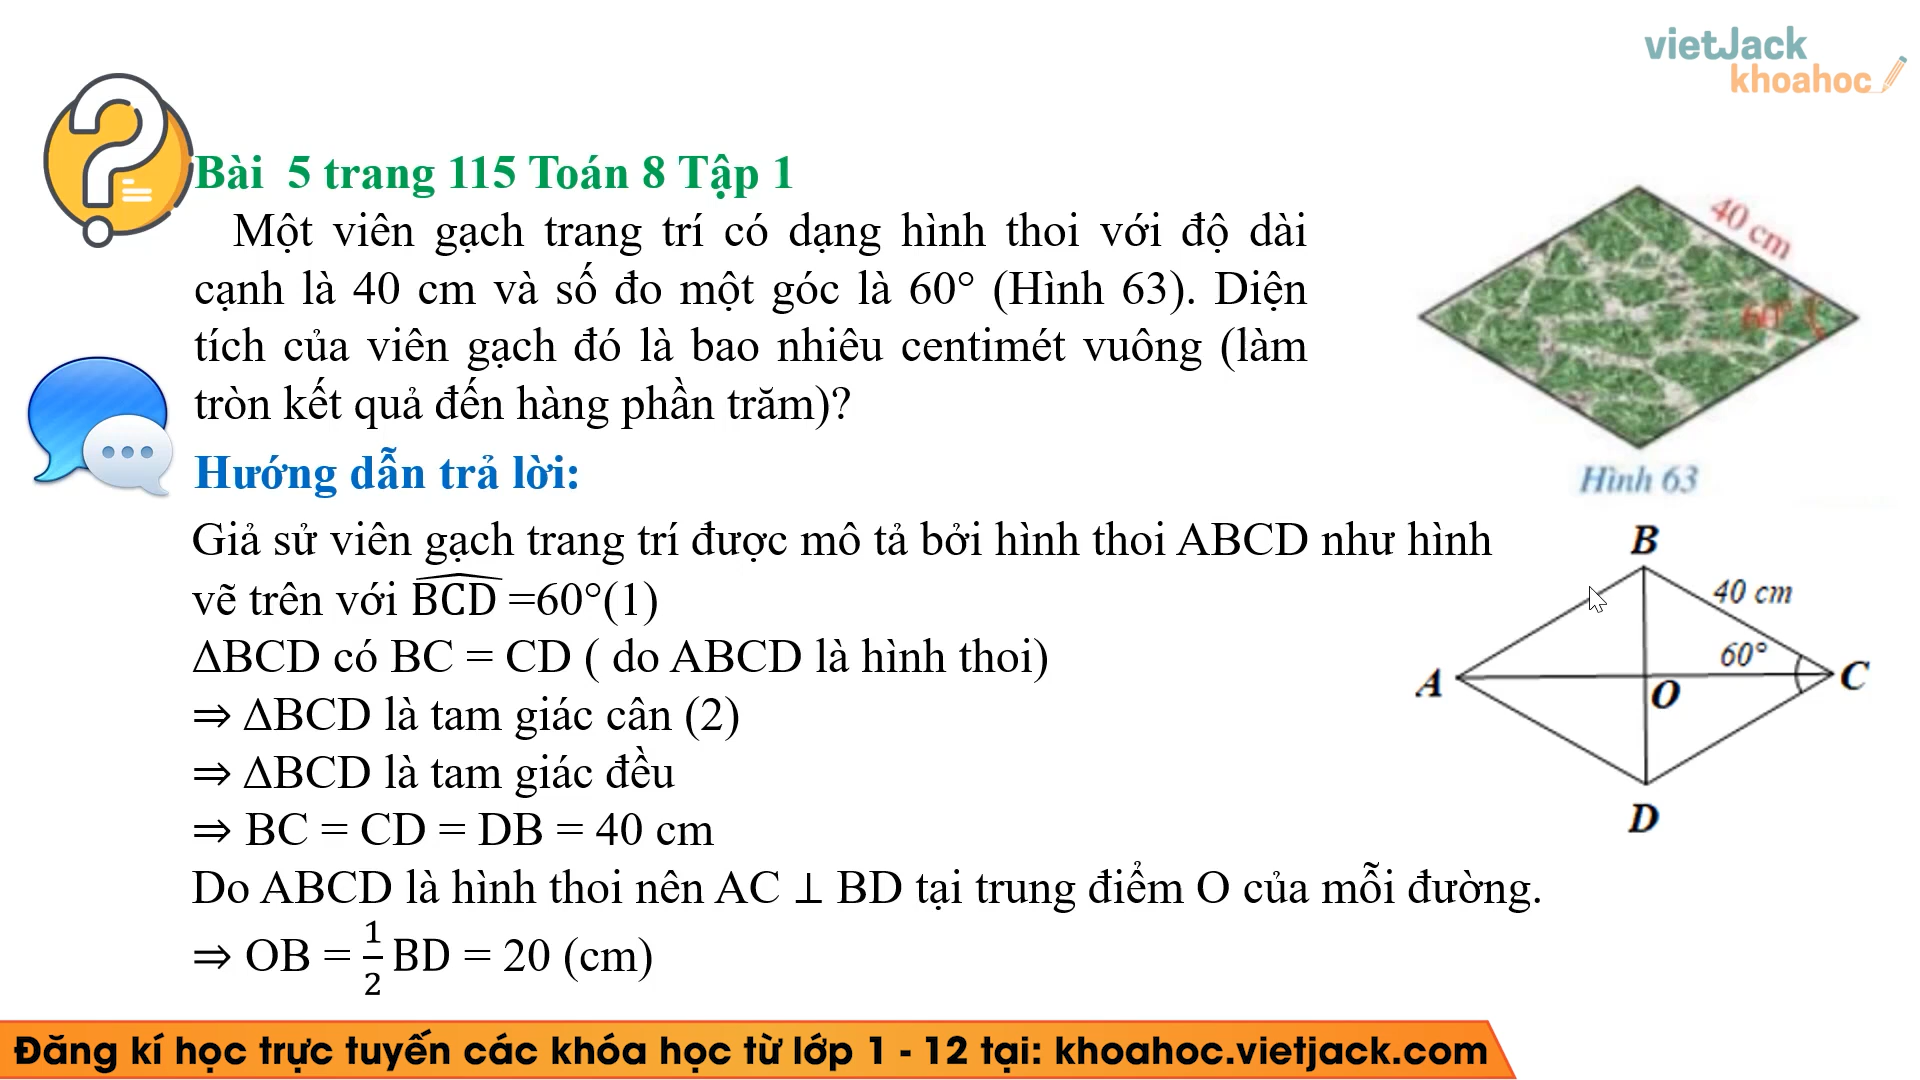 vietJack
khoahoc
Bài 5 trang 115 Toán 8 Tập 1
Một viên gạch trang trí có dạng hình thoi với độ dài
cạnh là 40 cm và số đo một góc là 60° (Hình 63). Diện
tích của viên gạch đó là bao nhiêu centimét vuông (làm
tròn kết quả đến hàng phần trăm)?
40 cm
60°
Hình 63
Hướng dẫn trả lời:
Giả sử viên gạch trang trí được mô tả bởi hình thoi ABCD như hình
vẽ trên với \widehat{BCD} =60°(1)
ΔBCD có BC = CD ( do ABCD là hình thoi)
⇒ ΔBCD là tam giác cân (2)
⇒ ΔBCD là tam giác đều
⇒ BC = CD = DB = 40 cm
Do ABCD là hình thoi nên AC ⊥ BD tại trung điểm O của mỗi đường.
⇒ OB = \frac{1}{2} BD = 20 (cm)
B
40 cm
60°
A
O
C
D
Đăng kí học trực tuyến các khóa học từ lớp 1 - 12 tại: khoahoc.vietjack.com